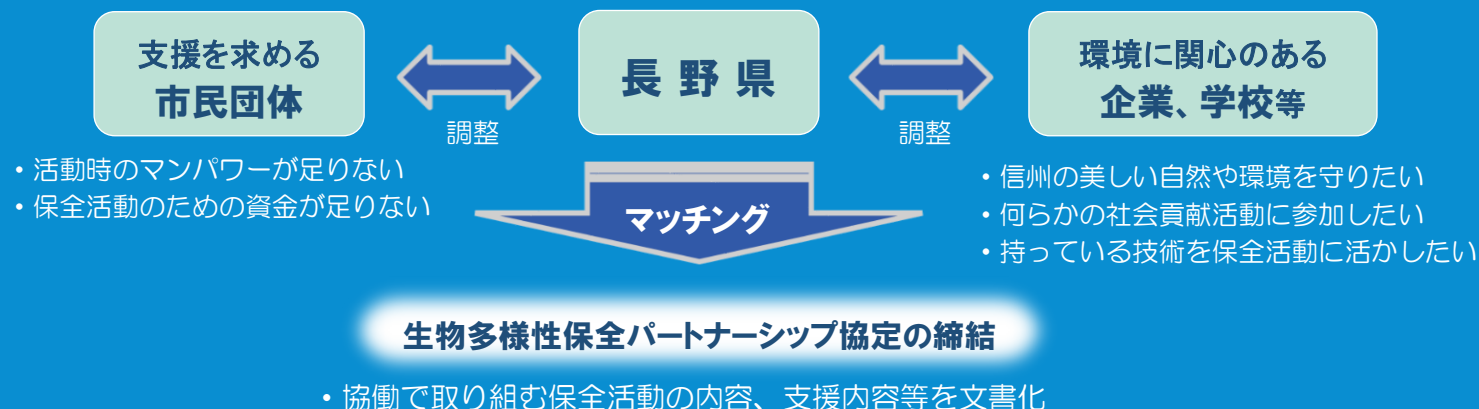 支援を求める
市民団体
調整
長野県
調整
環境に関心のある
企業、学校等
・活動時のマンパワーが足りない
・保全活動のための資金が足りない
マッチング
・信州の美しい自然や環境を守りたい
・何らかの社会貢献活動に参加したい
・持っている技術を保全活動に活かしたい
生物多様性保全パートナーシップ協定の締結
・協働で取り組む保全活動の内容、支援内容等を文書化